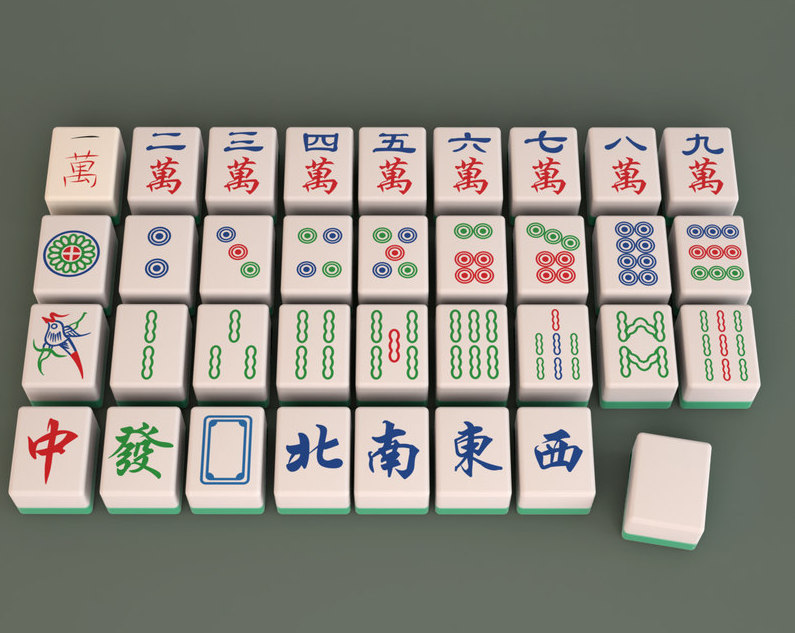 一 二 三 四 五 六 七 八 九
萬 萬 萬 萬 萬 萬 萬 萬 萬
中 發 北 南 東 西